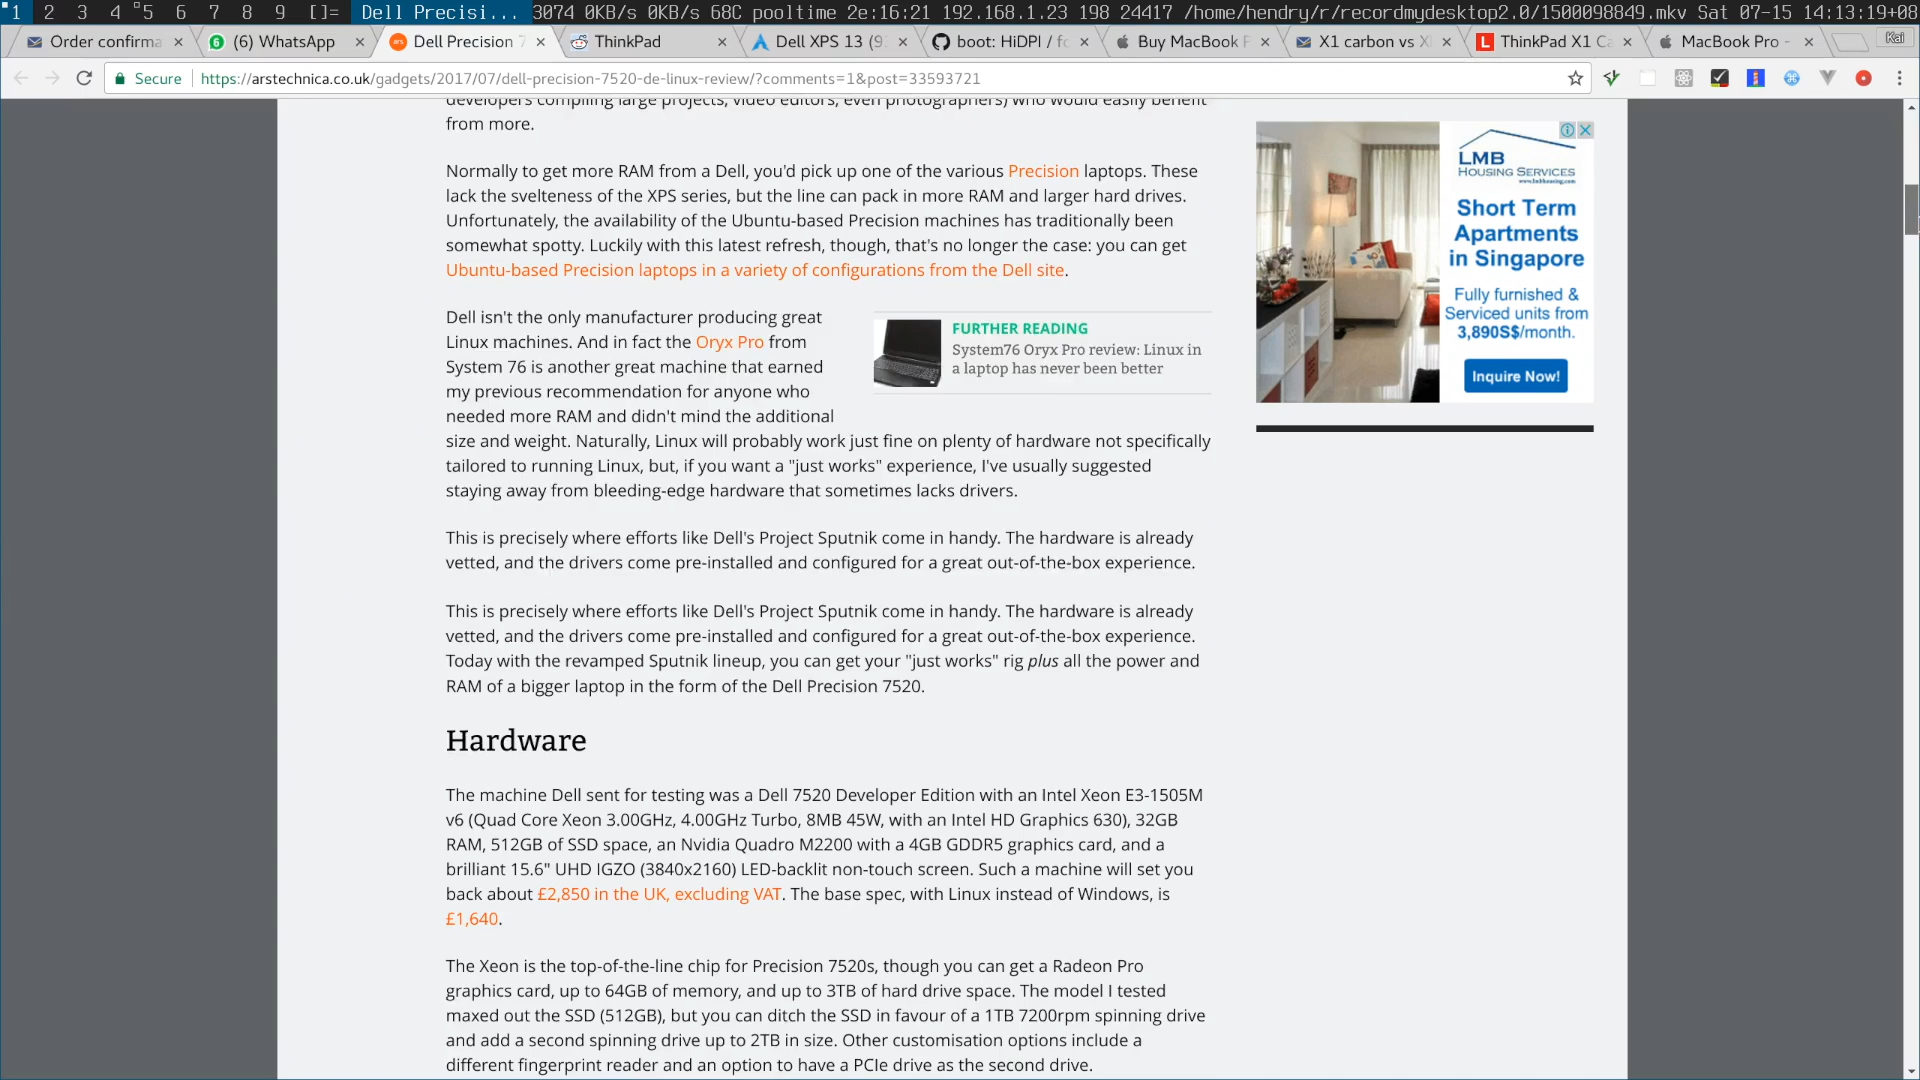 1 2 3 4 5 6 7 8 9 []= Dell Precisi... 3074 0KB/s 0KB/s 68C pooltime 2e:16:21 192.168.1.23 198 24417 /home/hendry/r/recordmydesktop2.0/1500098849.mkv Sat 07-15 14:13:19+08
Order confirma (6) WhatsApp Dell Precision 7 ThinkPad Dell XPS 13 (93 boot: HiDPI / fo Buy MacBook P X1 carbon vs X ThinkPad X1 Ca MacBook Pro - Kai
Secure https://arstechnica.co.uk/gadgets/2017/07/dell-precision-7520-de-linux-review/?comments=1&post=33593721
developers compiling large projects, video editors, even photographers) who would easily benefit
from more.
Normally to get more RAM from a Dell, you'd pick up one of the various Precision laptops. These
lack the svelteness of the XPS series, but the line can pack in more RAM and larger hard drives.
Unfortunately, the availability of the Ubuntu-based Precision machines has traditionally been
somewhat spotty. Luckily with this latest refresh, though, that's no longer the case: you can get
Ubuntu-based Precision laptops in a variety of configurations from the Dell site.
Dell isn't the only manufacturer producing great
Linux machines. And in fact the Oryx Pro from
System 76 is another great machine that earned
my previous recommendation for anyone who
needed more RAM and didn't mind the additional
size and weight. Naturally, Linux will probably work just fine on plenty of hardware not specifically
tailored to running Linux, but, if you want a "just works" experience, I've usually suggested
staying away from bleeding-edge hardware that sometimes lacks drivers.
FURTHER READING
System76 Oryx Pro review: Linux in
a laptop has never been better
This is precisely where efforts like Dell's Project Sputnik come in handy. The hardware is already
vetted, and the drivers come pre-installed and configured for a great out-of-the-box experience.
This is precisely where efforts like Dell's Project Sputnik come in handy. The hardware is already
vetted, and the drivers come pre-installed and configured for a great out-of-the-box experience.
Today with the revamped Sputnik lineup, you can get your "just works" rig plus all the power and
RAM of a bigger laptop in the form of the Dell Precision 7520.
Hardware
The machine Dell sent for testing was a Dell 7520 Developer Edition with an Intel Xeon E3-1505M
v6 (Quad Core Xeon 3.00GHz, 4.00GHz Turbo, 8MB 45W, with an Intel HD Graphics 630), 32GB
RAM, 512GB of SSD space, an Nvidia Quadro M2200 with a 4GB GDDR5 graphics card, and a
brilliant 15.6" UHD IGZO (3840x2160) LED-backlit non-touch screen. Such a machine will set you
back about £2,850 in the UK, excluding VAT. The base spec, with Linux instead of Windows, is
£1,640.
The Xeon is the top-of-the-line chip for Precision 7520s, though you can get a Radeon Pro
graphics card, up to 64GB of memory, and up to 3TB of hard drive space. The model I tested
maxed out the SSD (512GB), but you can ditch the SSD in favour of a 1TB 7200rpm spinning drive
and add a second spinning drive up to 2TB in size. Other customisation options include a
different fingerprint reader and an option to have a PCIe drive as the second drive.
LMB
HOUSING SERVICES
www.lmbhousing.com
Short Term
Apartments
in Singapore
Fully furnished &
Serviced units from
3,890S$/month.
Inquire Now!